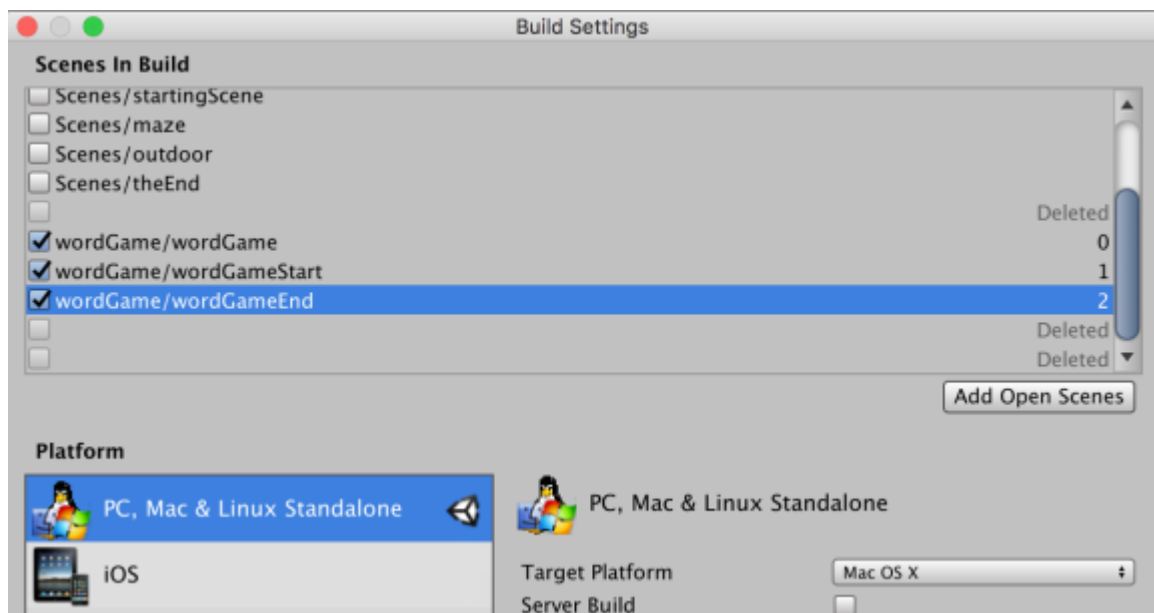 Build Settings
Scenes In Build
Scenes/startingScene
Scenes/maze
Scenes/outdoor
Scenes/theEnd
Deleted
wordGame/wordGame 0
wordGame/wordGameStart 1
wordGame/wordGameEnd 2
Deleted
Deleted
Add Open Scenes
Platform
PC, Mac & Linux Standalone
PC, Mac & Linux Standalone
iOS
Target Platform Mac OS X
Server Build